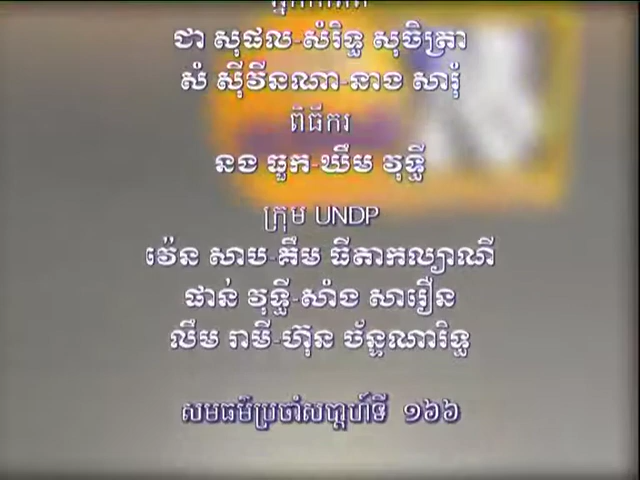 ជា សុផល-សំរិទ្ធ សុចិត្រា
សំ ស៊ីវីនណា-នាង សារុំ
ពិធីករ
នង ធួក-ឃឹម វុទ្ធី
ក្រុម UNDP
វ៉េន សាប-គឹម ធីតាកល្យាណី
ផាន់ វុទ្ធី-សាំង សារឿន
លឹម រាមី-ហ៊ុន ច័ន្ទណារិទ្ធ
សមធម៌ប្រចាំសប្តាហ៍ទី ១៦៦